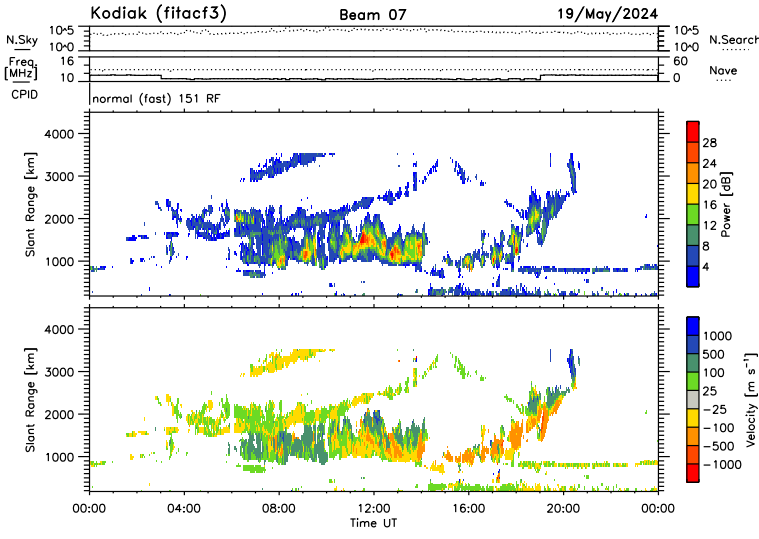 Kodiak (fitacf3) Beam 07 19/May/2024
N.Sky 10^5 10^0 10^5 10^0 N.Search
Freq. [MHz] 16 10 60 0 Nave
CPID normal (fast) 151 RF
Slant Range [km] 4000 3000 2000 1000
Power [dB] 28 24 20 16 12 8 4
Slant Range [km] 4000 3000 2000 1000
Velocity [m s⁻¹] 1000 500 100 25 −25 −100 −500 −1000
00:00 04:00 08:00 12:00 16:00 20:00 00:00
Time UT